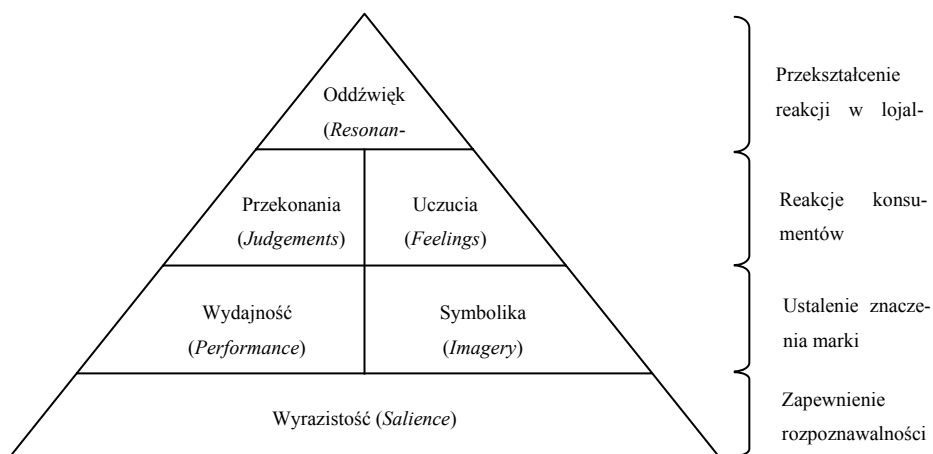 Oddźwięk
(Resonan-
Przekształcenie
reakcji w lojal-
Przekonania
(Judgements)
Uczucia
(Feelings)
Reakcje konsu-
mentów
Wydajność
(Performance)
Symbolika
(Imagery)
Ustalenie znacze-
nia marki
Wyrazistość (Salience)
Zapewnienie
rozpoznawalności